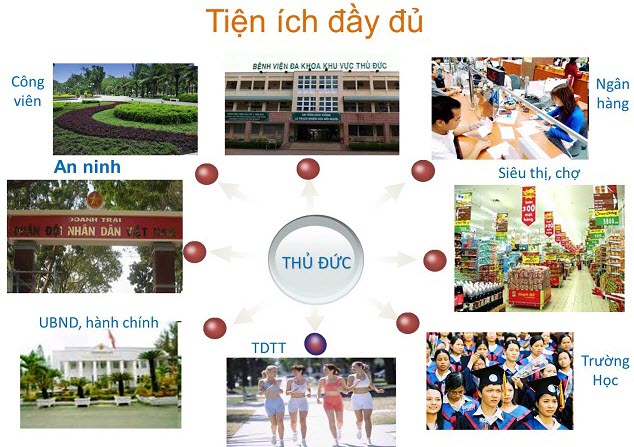 Tiện ích đầy đủ
Công
viên
BỆNH VIỆN ĐA KHOA KHU VỰC THỦ ĐỨC
Ngân
hàng
An ninh
Siêu thị, chợ
DOANH TRẠI
QUÂN ĐỘI NHÂN DÂN VIỆT NAM
THỦ ĐỨC
UBND, hành chính
TDTT
Trường
Học